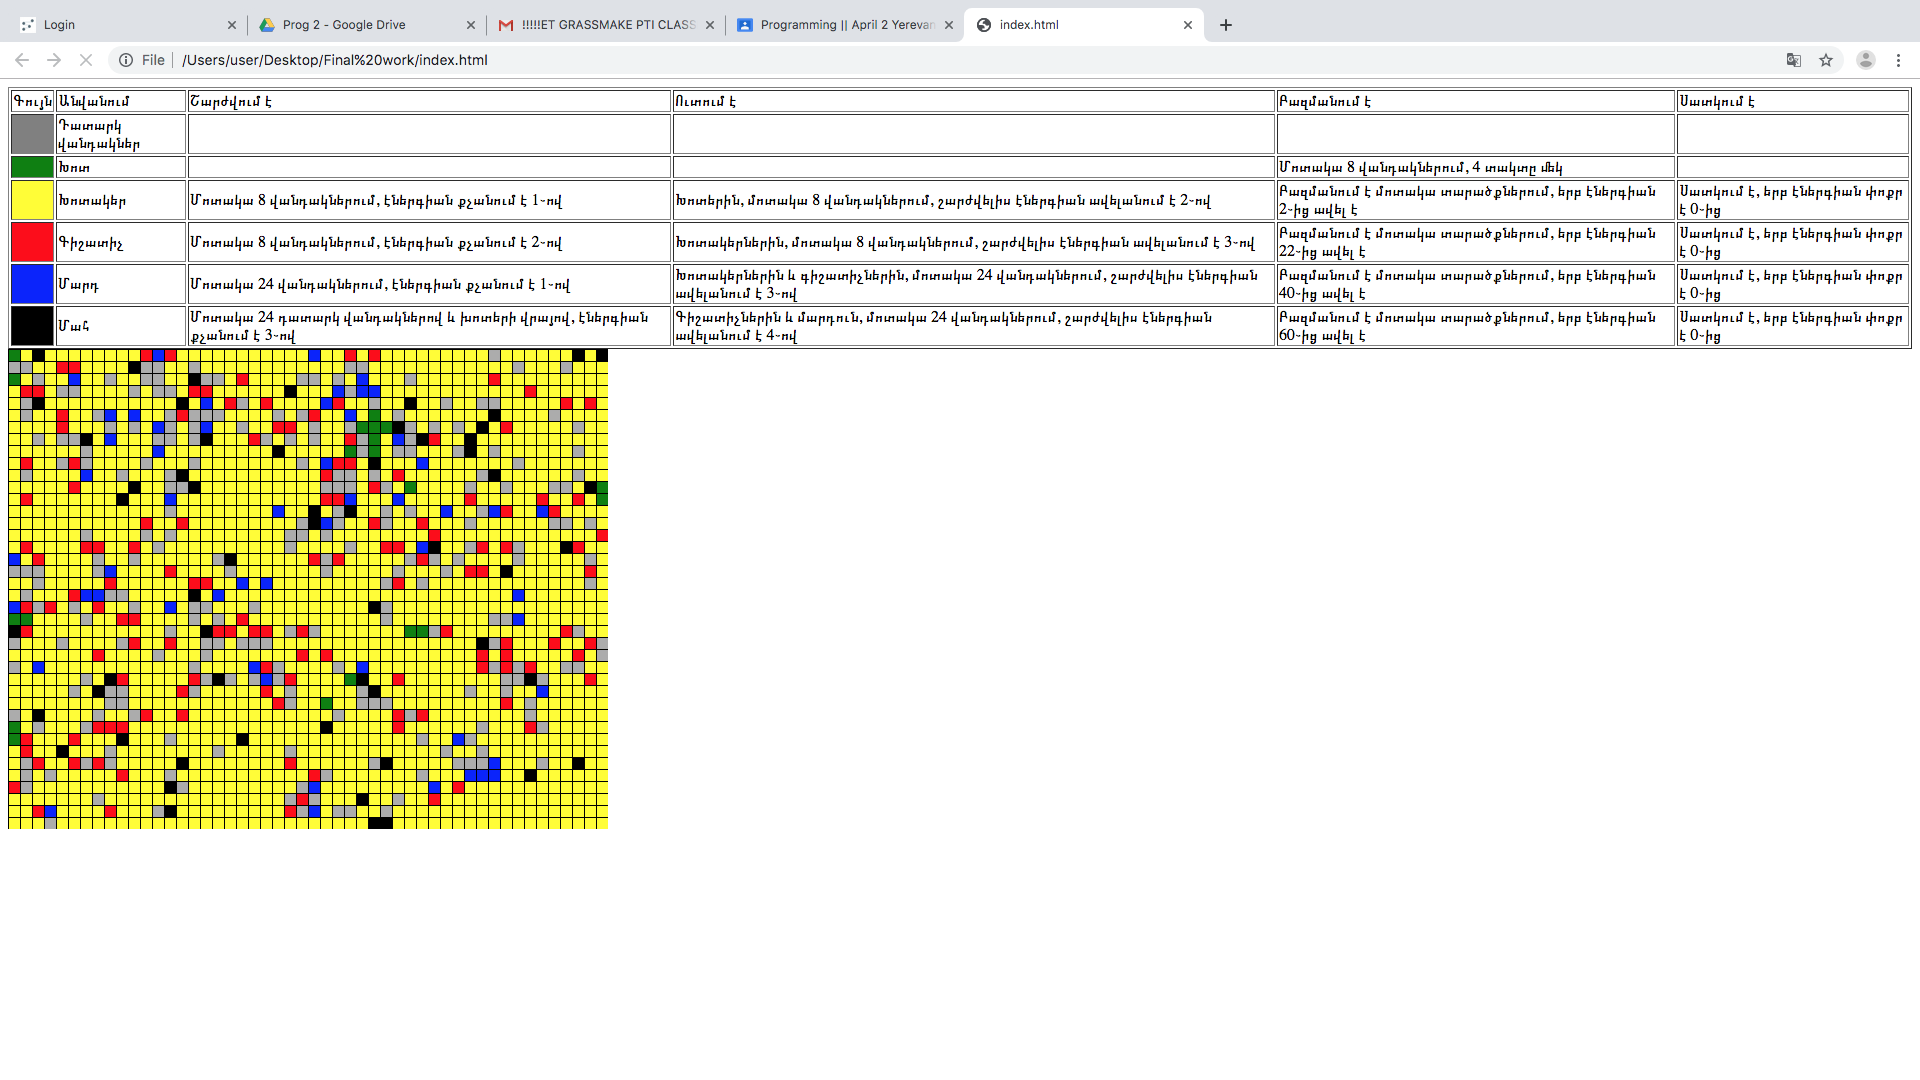 Login
Prog 2 - Google Drive
!!!!!ET GRASSMAKE PTI CLASS
Programming || April 2 Yerevan
index.html
File
/Users/user/Desktop/Final%20work/index.html
Գույն Անվանում Շարժվում է Ուտում է Բազմանում է Սատկում է
Դատարկ
վանդակներ
Խոտ Մոտակա 8 վանդակներում, 4 տակտը մեկ
Խոտակեր
Մոտակա 8 վանդակներում, էներգիան քչանում է 1-ով
Խոտերին, մոտակա 8 վանդակներում, շարժվելիս էներգիան ավելանում է 2-ով
Բազմանում է մոտակա տարածքներում, երբ էներգիան
2-ից ավել է
Սատկում է, երբ էներգիան փոքր
է 0-ից
Գիշատիչ
Մոտակա 8 վանդակներում, էներգիան քչանում է 2-ով
Խոտակերներին, մոտակա 8 վանդակներում, շարժվելիս էներգիան ավելանում է 3-ով
Բազմանում է մոտակա տարածքներում, երբ էներգիան
22-ից ավել է
Սատկում է, երբ էներգիան փոքր
է 0-ից
Մարդ
Մոտակա 24 վանդակներում, էներգիան քչանում է 1-ով
Խոտակերներին և գիշատիչներին, մոտակա 24 վանդակներում, շարժվելիս էներգիան
ավելանում է 3-ով
Բազմանում է մոտակա տարածքներում, երբ էներգիան
40-ից ավել է
Սատկում է, երբ էներգիան փոքր
է 0-ից
Մահ
Մոտակա 24 դատարկ վանդակներով և խոտերի վրայով, էներգիան
քչանում է 3-ով
Գիշատիչներին և մարդուն, մոտակա 24 վանդակներում, շարժվելիս էներգիան
ավելանում է 4-ով
Բազմանում է մոտակա տարածքներում, երբ էներգիան
60-ից ավել է
Սատկում է, երբ էներգիան փոքր
է 0-ից